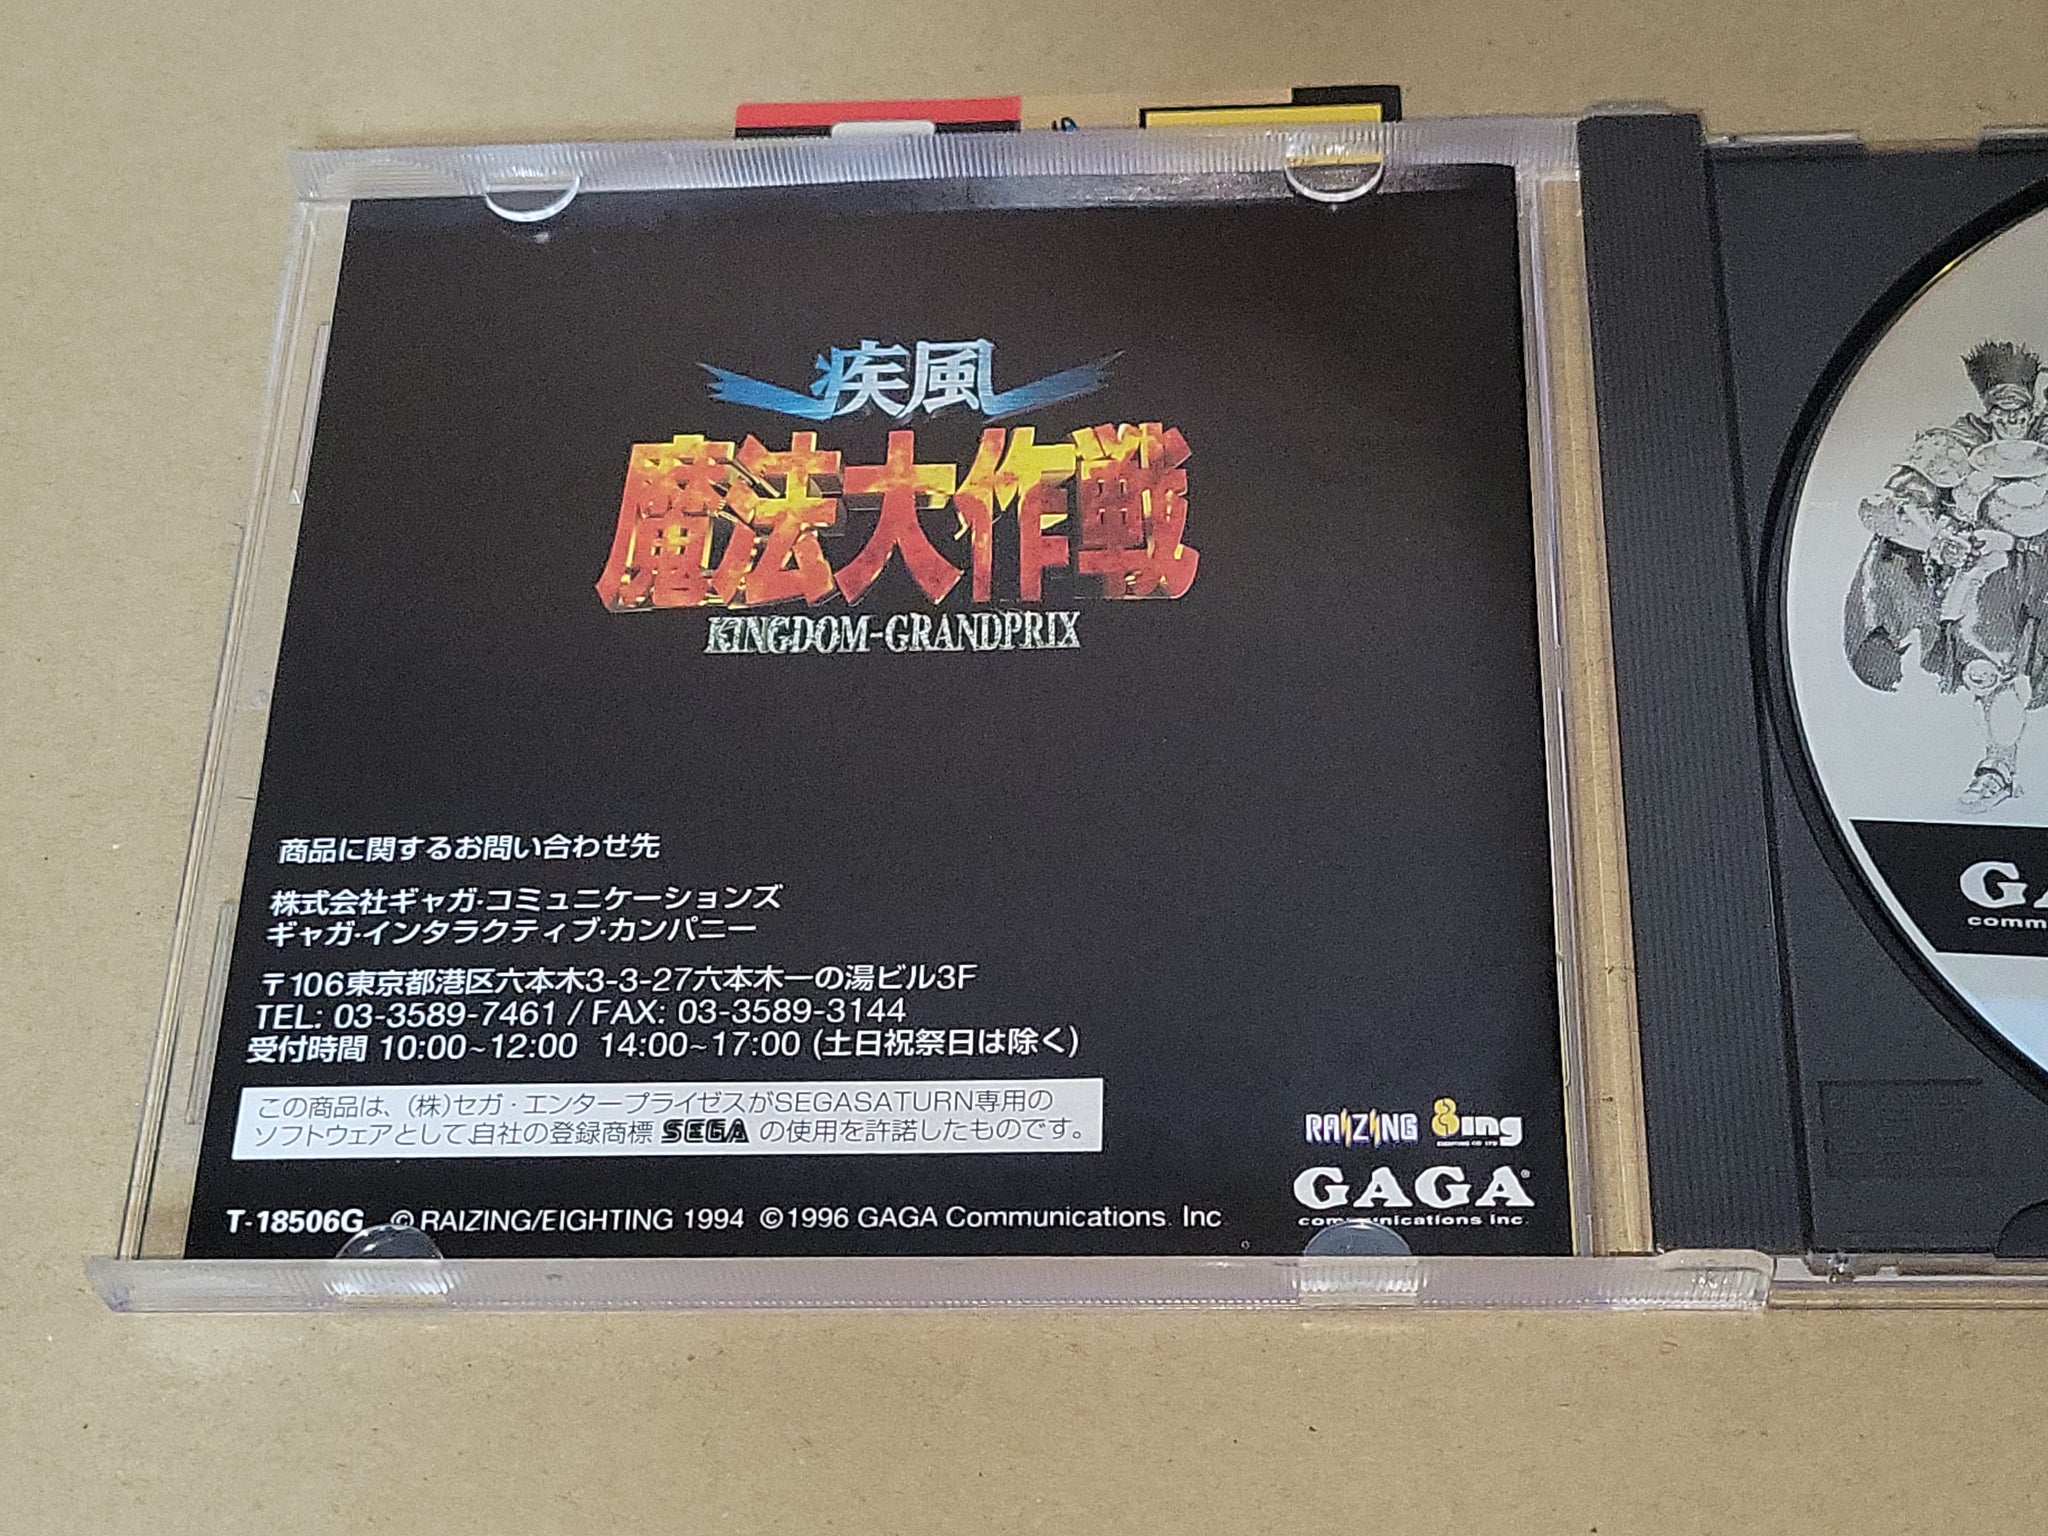 疾風
魔法大作戦
KINGDOM-GRANDPRIX
商品に関するお問い合わせ先
株式会社ギャガ・コミュニケーションズ
ギャガ・インタラクティブ・カンパニー
〒106東京都港区六本木3-3-27六本木一の湯ビル3F
TEL: 03-3589-7461 / FAX: 03-3589-3144
受付時間 10:00~12:00 14:00~17:00 (土日祝祭日は除く)
この商品は、(株)セガ・エンタープライゼスがSEGASATURN専用の
ソフトウェアとして、自社の登録商標 SEGA の使用を許諾したものです。
RAIZING 8ing
GAGA
communications inc.
T-18506G © RAIZING/EIGHTING 1994 ©1996 GAGA Communications. Inc
GA
comm